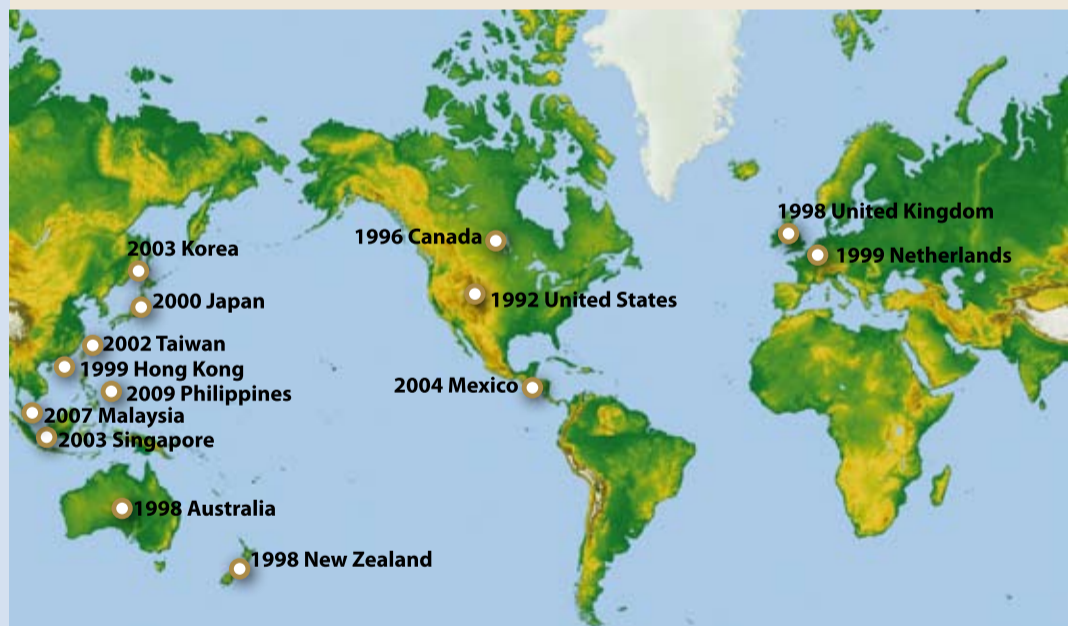 1998 United Kingdom
1996 Canada
2003 Korea
1999 Netherlands
2000 Japan
1992 United States
2002 Taiwan
1999 Hong Kong
2004 Mexico
2009 Philippines
2007 Malaysia
2003 Singapore
1998 Australia
1998 New Zealand